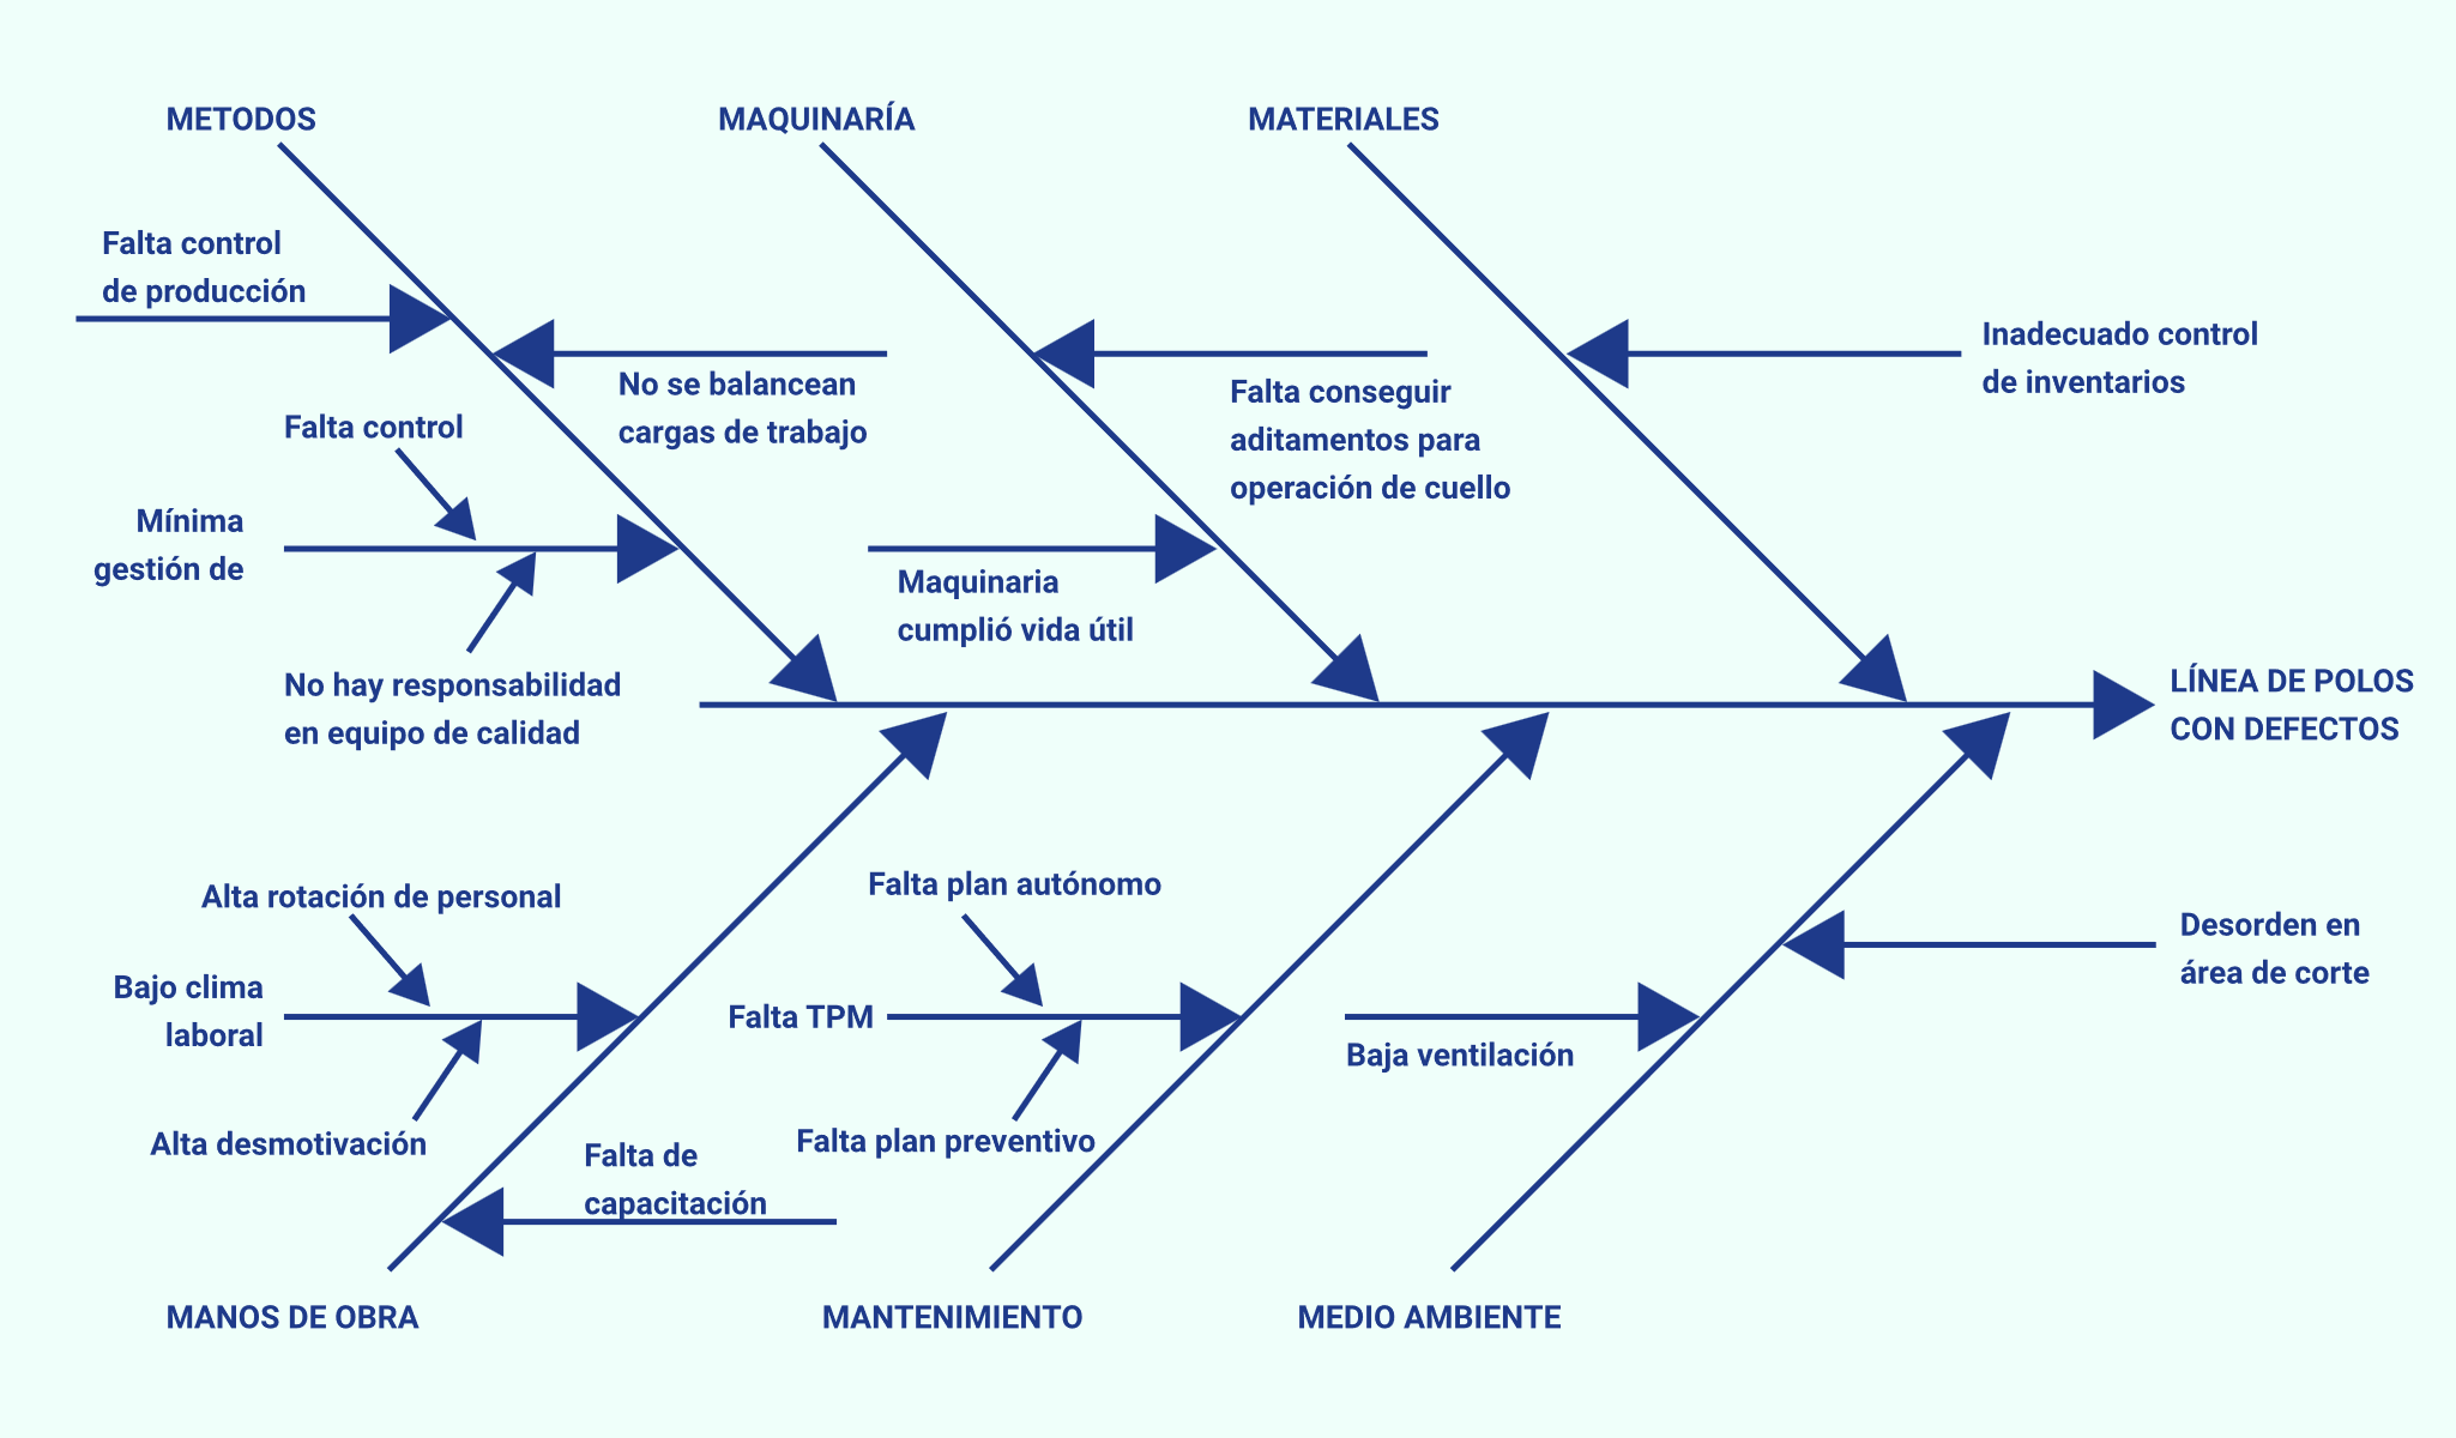 METODOS
MAQUINARÍA
MATERIALES
Falta control
de producción
No se balancean
cargas de trabajo
Falta control
Mínima
gestión de
No hay responsabilidad
en equipo de calidad
Falta conseguir
aditamentos para
operación de cuello
Maquinaria
cumplió vida útil
Inadecuado control
de inventarios
LÍNEA DE POLOS
CON DEFECTOS
Alta rotación de personal
Bajo clima
laboral
Alta desmotivación
Falta de
capacitación
Falta plan autónomo
Falta TPM
Falta plan preventivo
Baja ventilación
Desorden en
área de corte
MANOS DE OBRA
MANTENIMIENTO
MEDIO AMBIENTE